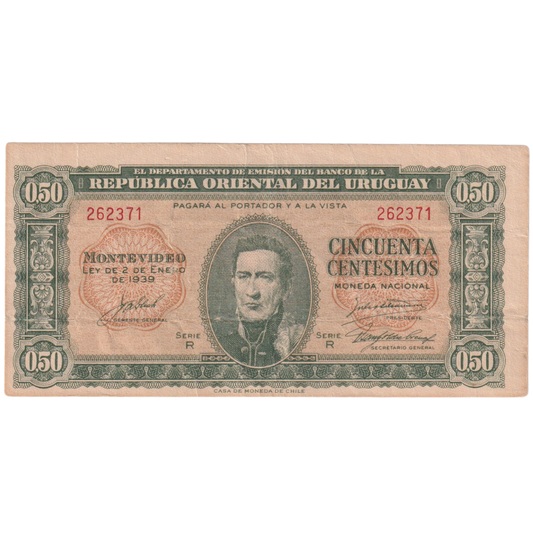 EL DEPARTAMENTO DE EMISIÓN DEL BANCO DE LA
0.50 REPÚBLICA ORIENTAL DEL URUGUAY 0.50
PAGARA AL PORTADOR Y A LA VISTA
262371 262371
MONTEVIDEO
LEY DE 2 DE ENERO
DE 1939
CINCUENTA
CENTESIMOS
MONEDA NACIONAL
GERENTE GENERAL
PRESIDENTE
SERIE
R
SERIE
R
SECRETARIO GENERAL
0.50 0.50
CASA DE MONEDA DE CHILE